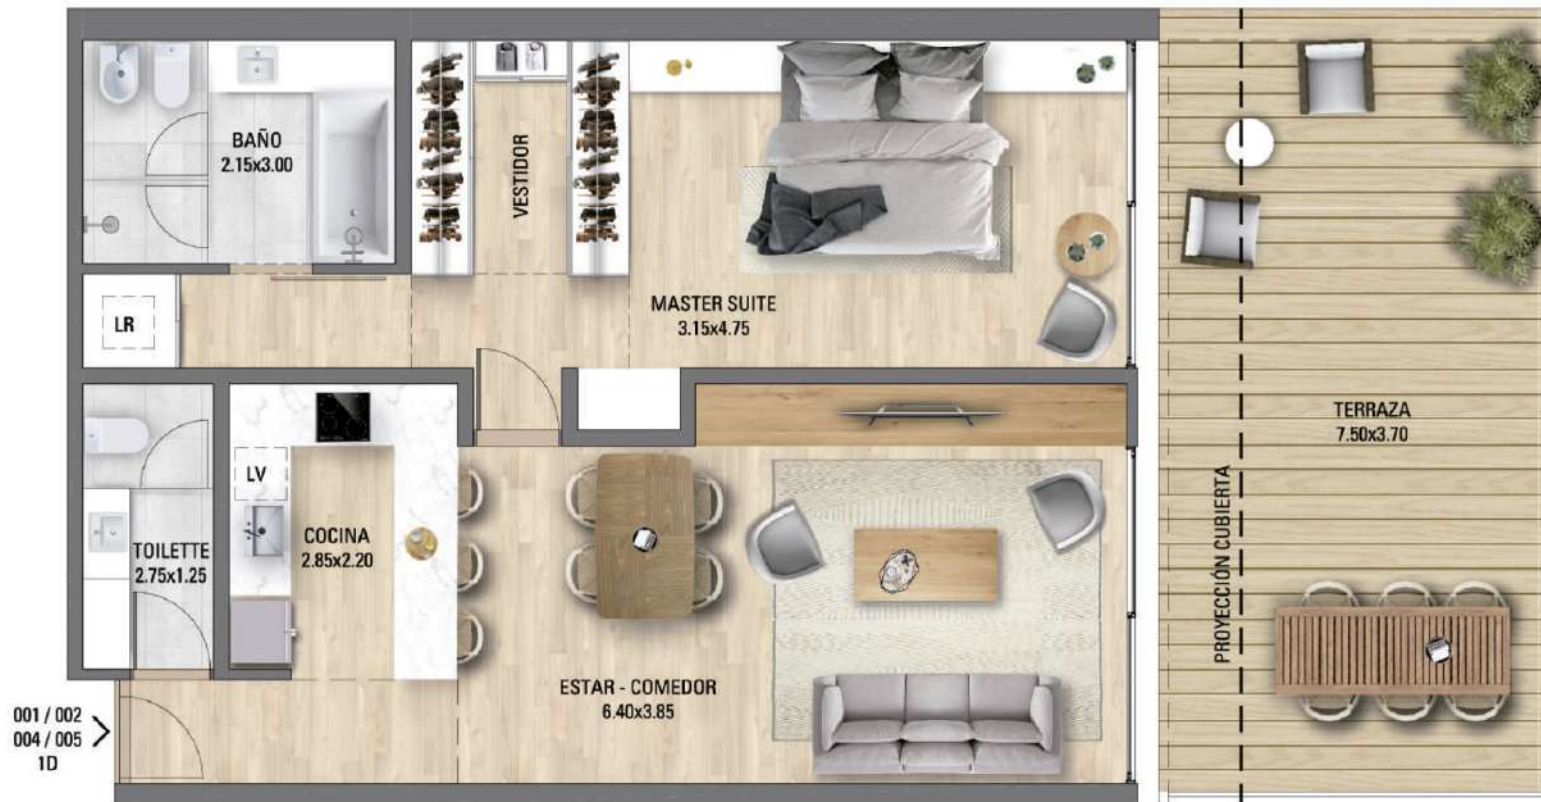 BAÑO
2.15x3.00
VESTIDOR
MASTER SUITE
3.15x4.75
LR
TERRAZA
7.50x3.70
PROYECCIÓN CUBIERTA
LV
COCINA
2.85x2.20
TOILETTE
2.75x1.25
ESTAR - COMEDOR
6.40x3.85
001 / 002
004 / 005
1D